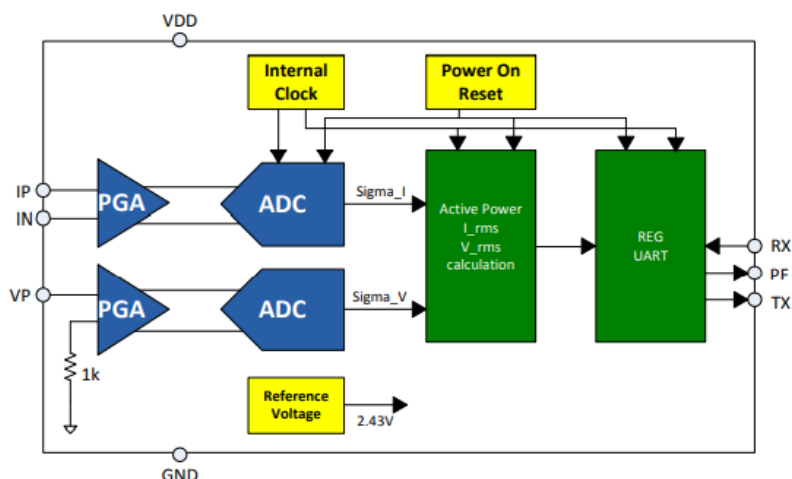 VDD
Internal
Clock
Power On
Reset
IP
IN
PGA
ADC
Sigma_I
Active Power
I_rms
V_rms
calculation
REG
UART
RX
PF
TX
VP
PGA
ADC
Sigma_V
1k
Reference
Voltage
2.43V
GND